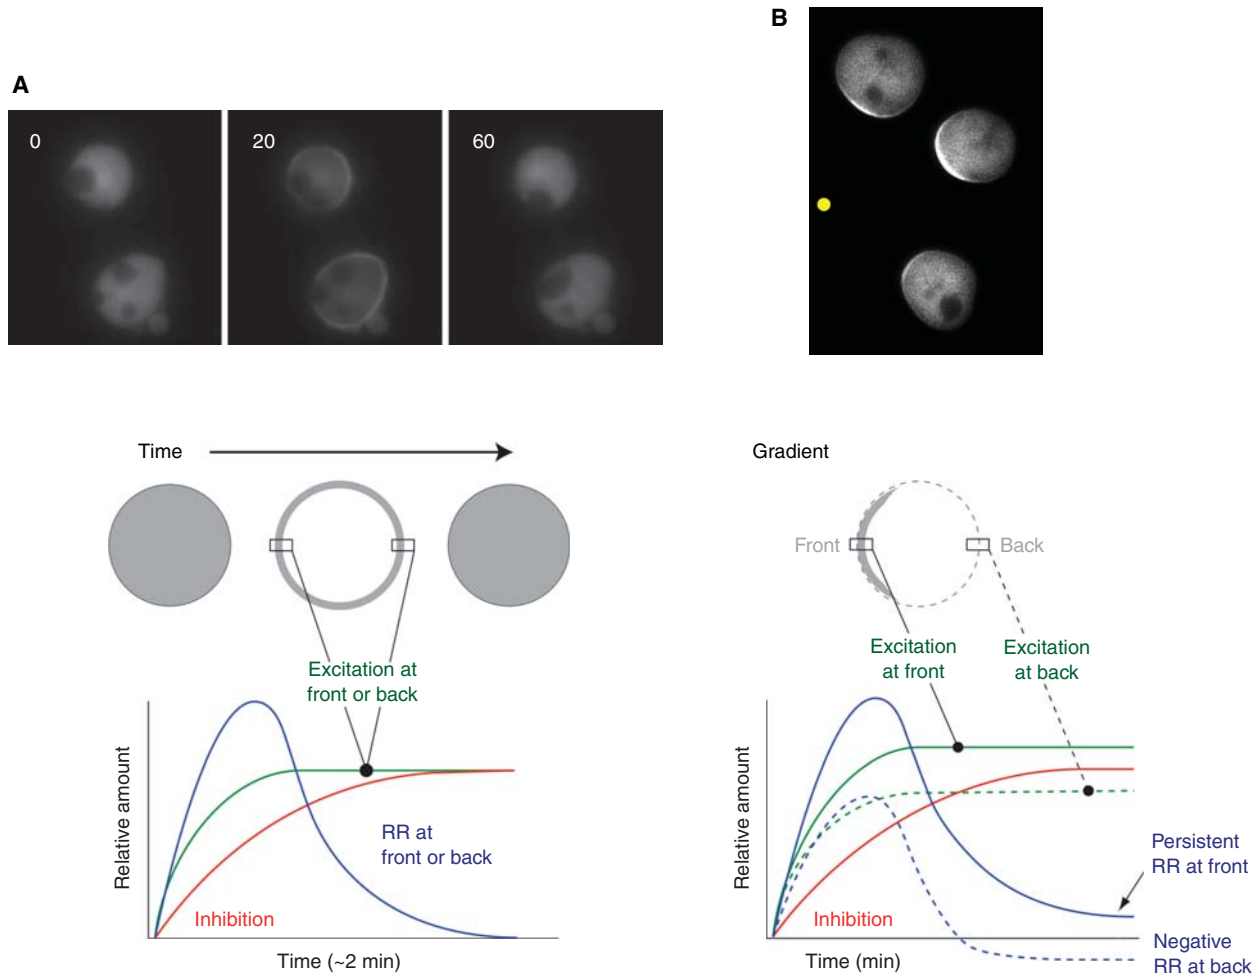 A
0
20
60
B
Time
Excitation at
front or back
Relative amount
RR at
front or back
Inhibition
Time (~2 min)
Gradient
Front
Back
Excitation
at front
Excitation
at back
Relative amount
Persistent
RR at front
Inhibition
Negative
RR at back
Time (min)